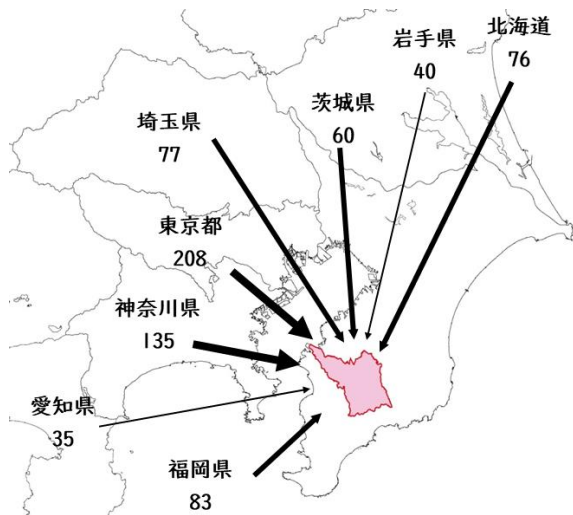 北海道
76
岩手県
40
茨城県
60
埼玉県
77
東京都
208
神奈川県
135
愛知県
35
福岡県
83